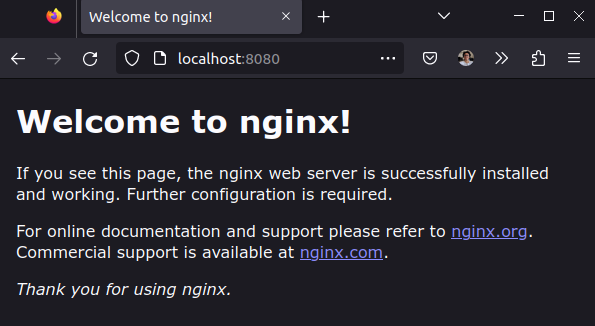 Welcome to nginx!
localhost:8080
Welcome to nginx!
If you see this page, the nginx web server is successfully installed
and working. Further configuration is required.
For online documentation and support please refer to nginx.org.
Commercial support is available at nginx.com.
Thank you for using nginx.